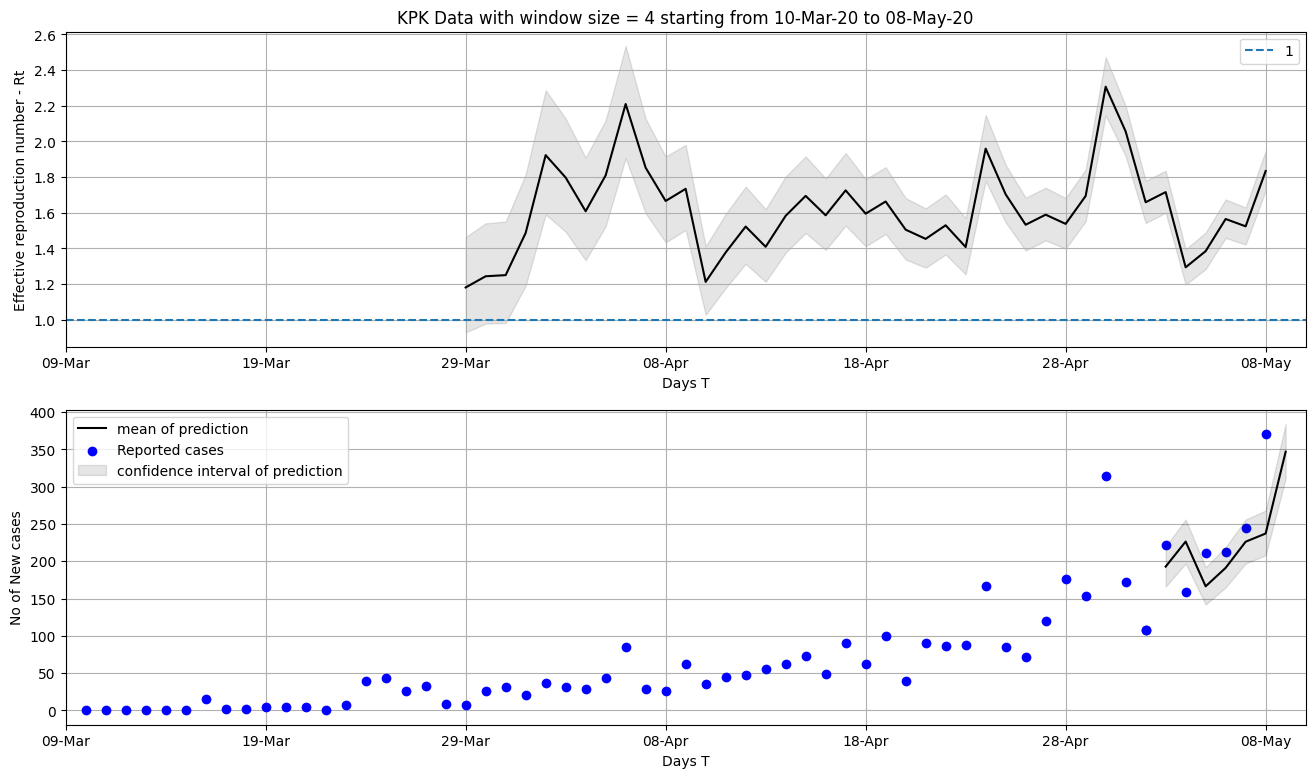 KPK Data with window size = 4 starting from 10-Mar-20 to 08-May-20
2.6
2.4
2.2
2.0
1.8
1.6
1.4
1.2
1.0
Effective reproduction number - Rt
1
09-Mar 19-Mar 29-Mar 08-Apr 18-Apr 28-Apr 08-May
Days T
400
350
300
250
200
150
100
50
0
No of New cases
mean of prediction
Reported cases
confidence interval of prediction
09-Mar 19-Mar 29-Mar 08-Apr 18-Apr 28-Apr 08-May
Days T